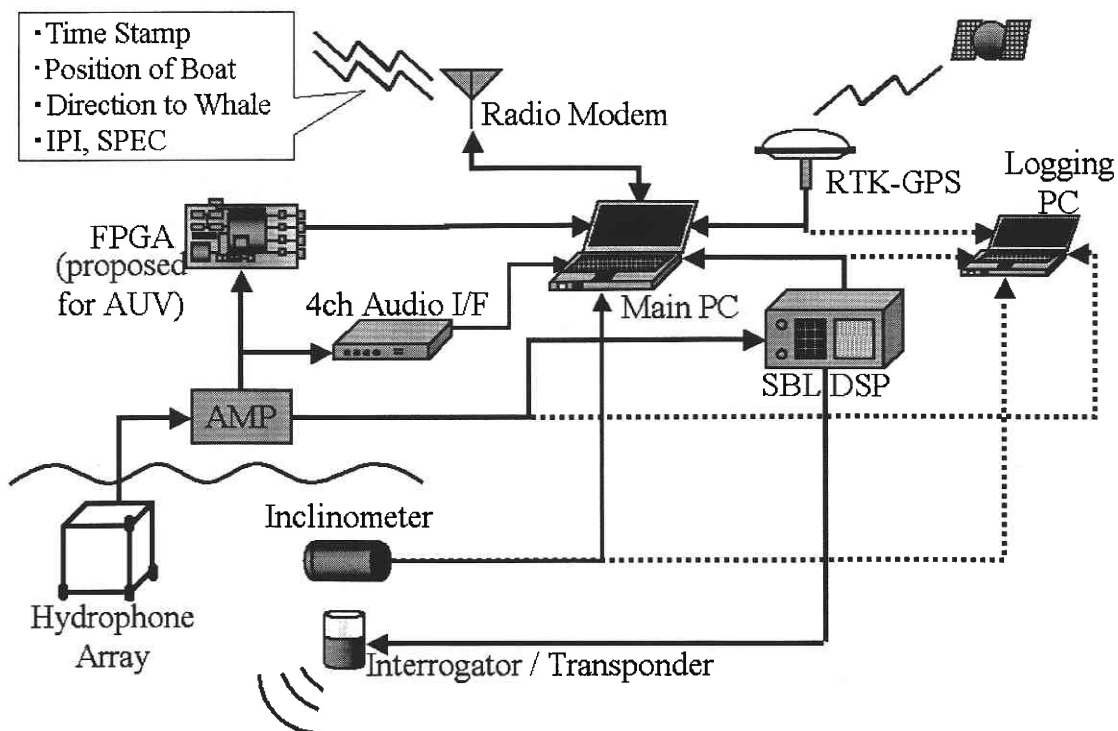 ・Time Stamp
・Position of Boat
・Direction to Whale
・IPI, SPEC
Radio Modem
RTK-GPS
Logging
PC
FPGA
(proposed
for AUV)
4ch Audio I/F
Main PC
SBL DSP
AMP
Inclinometer
Hydrophone
Array
Interrogator / Transponder